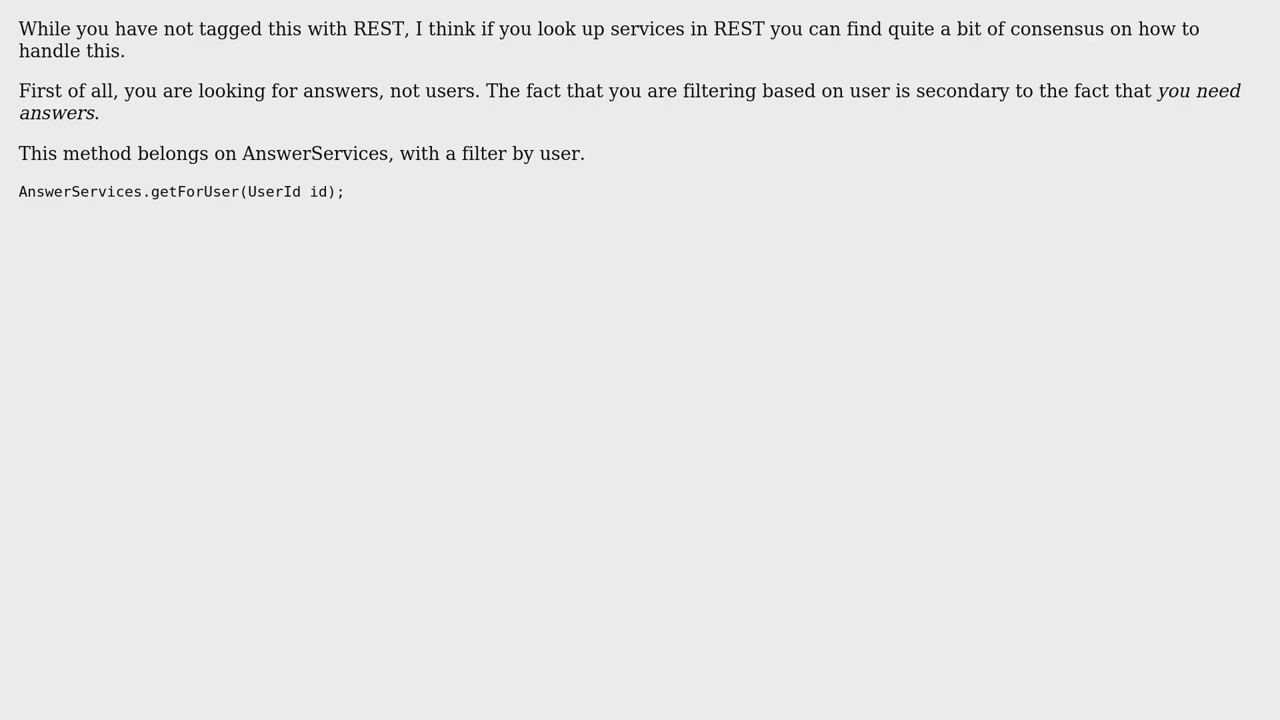 While you have not tagged this with REST, I think if you look up services in REST you can find quite a bit of consensus on how to
handle this.
First of all, you are looking for answers, not users. The fact that you are filtering based on user is secondary to the fact that you need
answers.
This method belongs on AnswerServices, with a filter by user.
AnswerServices.getForUser(UserId id);